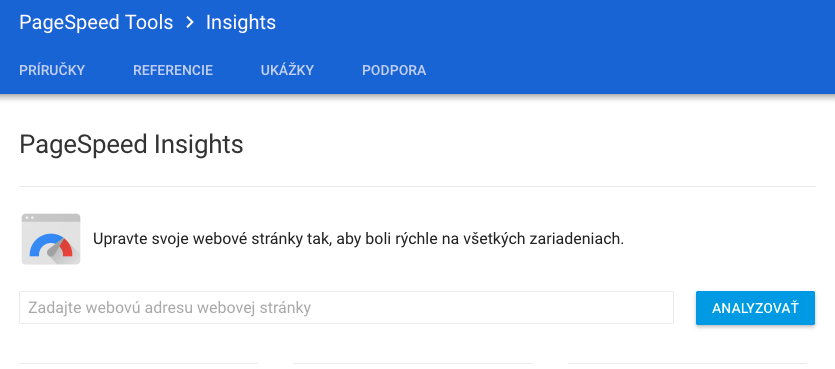 PageSpeed Tools > Insights
PRÍRUČKY REFERENCIE UKÁŽKY PODPORA
PageSpeed Insights
Upravte svoje webové stránky tak, aby boli rýchle na všetkých zariadeniach.
Zadajte webovú adresu webovej stránky ANALYZOVAŤ